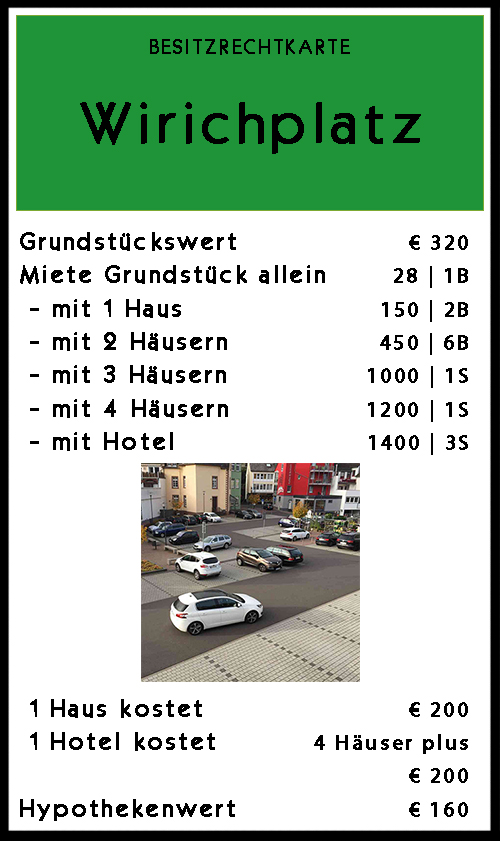 BESITZRECHTKARTE
Wirichplatz
Grundstückswert € 320
Miete Grundstück allein 28 | 1B
- mit 1 Haus 150 | 2B
- mit 2 Häusern 450 | 6B
- mit 3 Häusern 1000 | 1S
- mit 4 Häusern 1200 | 1S
- mit Hotel 1400 | 3S
1 Haus kostet € 200
1 Hotel kostet 4 Häuser plus
€ 200
Hypothekenwert € 160